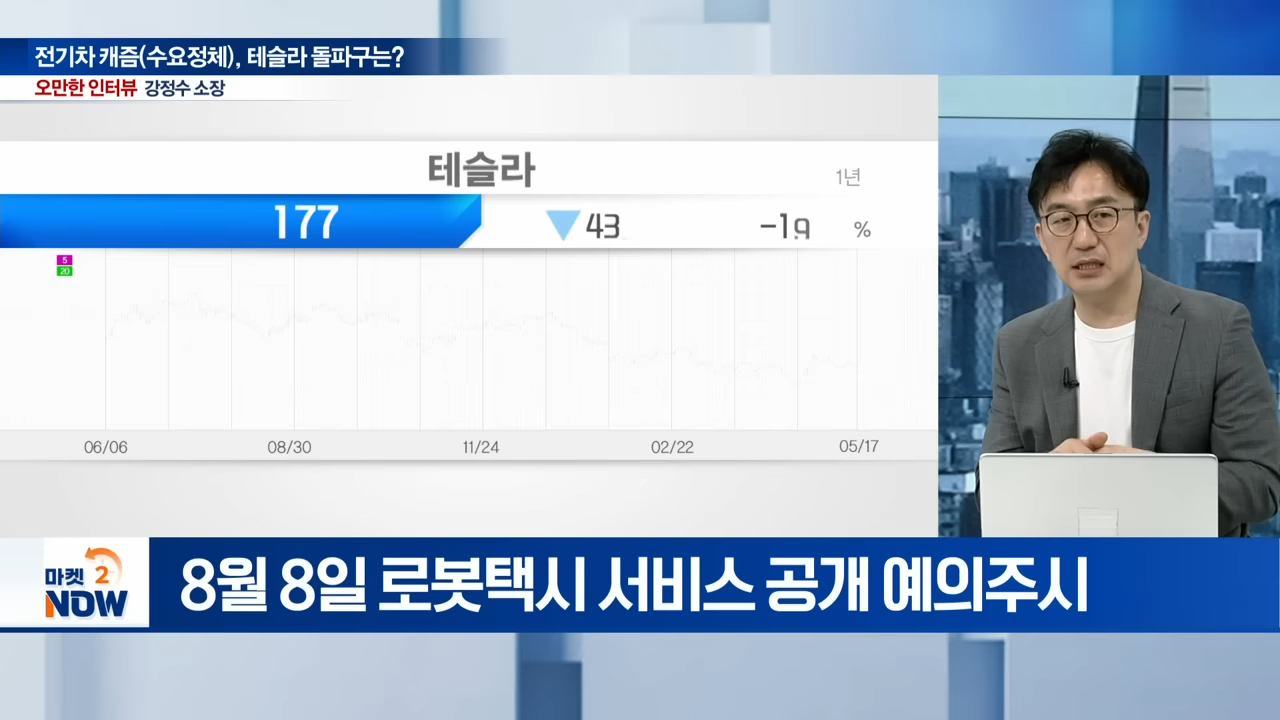 전기차 캐즘(수요정체), 테슬라 돌파구는?
오만한 인터뷰 강정수 소장
테슬라
1년
177 ▼43 -19 %
5
20
06/06 08/30 11/24 02/22 05/17
마켓 2
NOW
8월 8일 로봇택시 서비스 공개 예의주시